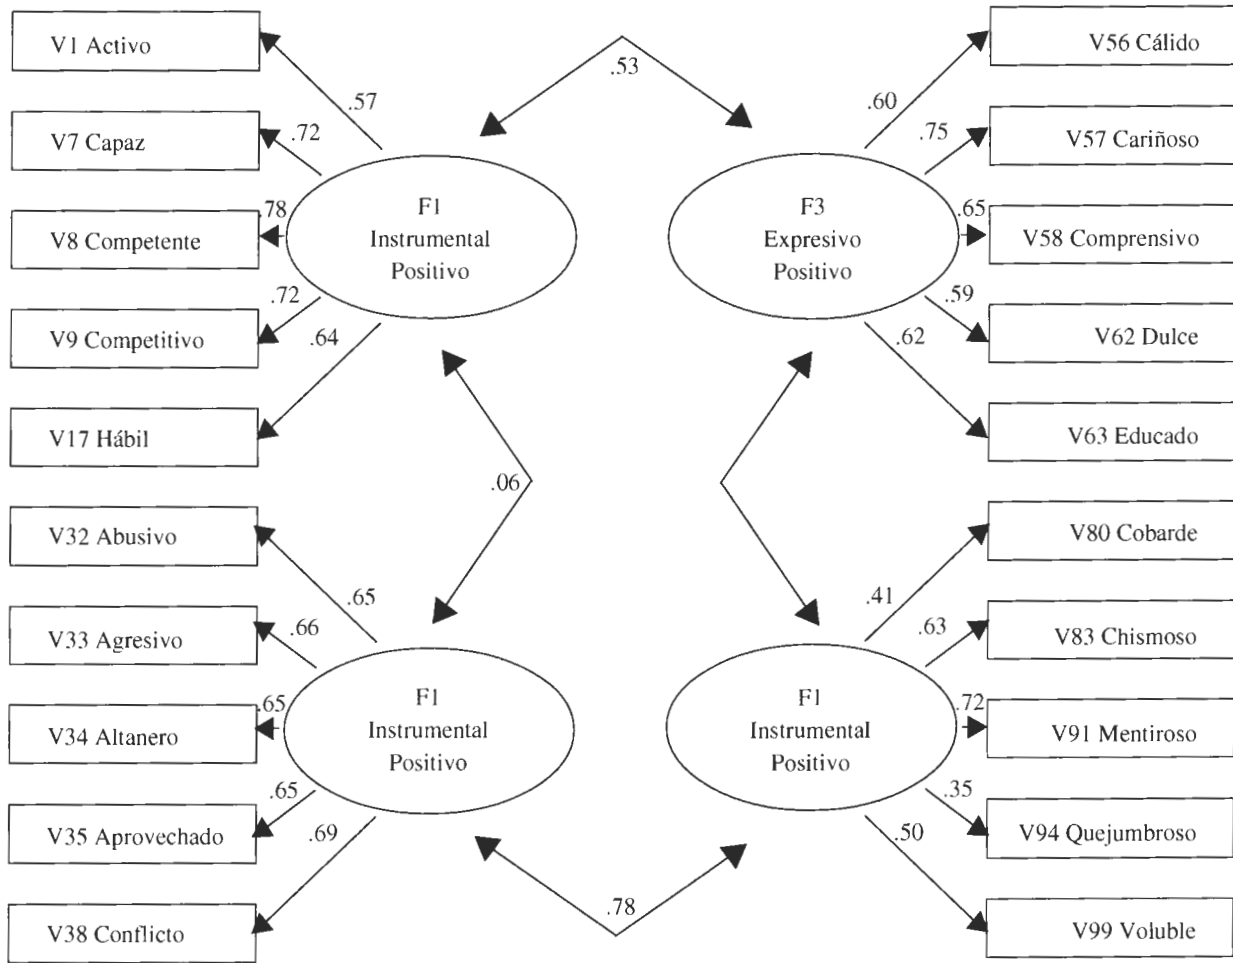 V1 Activo
V7 Capaz
V8 Competente
V9 Competitivo
V17 Hábil
.57
.72
.78
.72
.64
F1
Instrumental
Positivo
.53
F3
Expresivo
Positivo
.60
.75
.65
.59
.62
V56 Cálido
V57 Cariñoso
V58 Comprensivo
V62 Dulce
V63 Educado
.06
V32 Abusivo
V33 Agresivo
V34 Altanero
V35 Aprovechado
V38 Conflicto
.65
.66
.65
.65
.69
F1
Instrumental
Positivo
.78
F1
Instrumental
Positivo
.41
.63
.72
.35
.50
V80 Cobarde
V83 Chismoso
V91 Mentiroso
V94 Quejumbroso
V99 Voluble